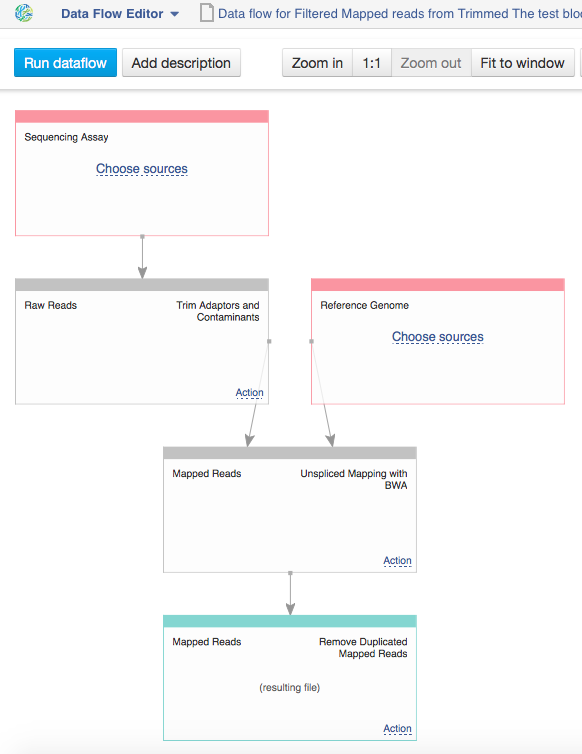 Data Flow Editor
Data flow for Filtered Mapped reads from Trimmed The test
Run dataflow
Add description
Zoom in
1:1
Zoom out
Fit to window
Sequencing Assay
Choose sources
Raw Reads
Trim Adaptors and
Contaminants
Action
Reference Genome
Choose sources
Mapped Reads
Unspliced Mapping with
BWA
Action
Mapped Reads
Remove Duplicated
Mapped Reads
(resulting file)
Action